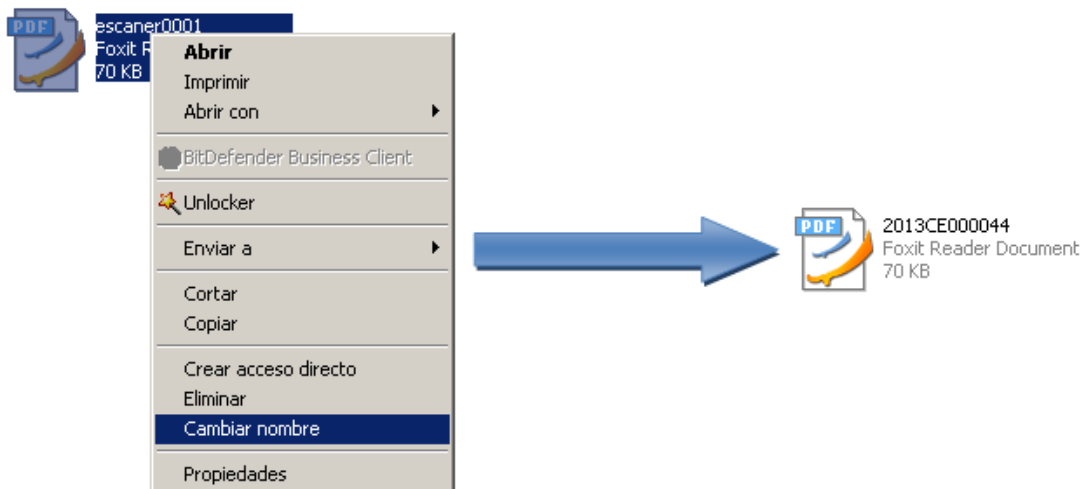 PDF
escaner0001
Foxit R
70 KB
Abrir
Imprimir
Abrir con
BitDefender Business Client
Unlocker
Enviar a
Cortar
Copiar
Crear acceso directo
Eliminar
Cambiar nombre
Propiedades
PDF
2013CE000044
Foxit Reader Document
70 KB